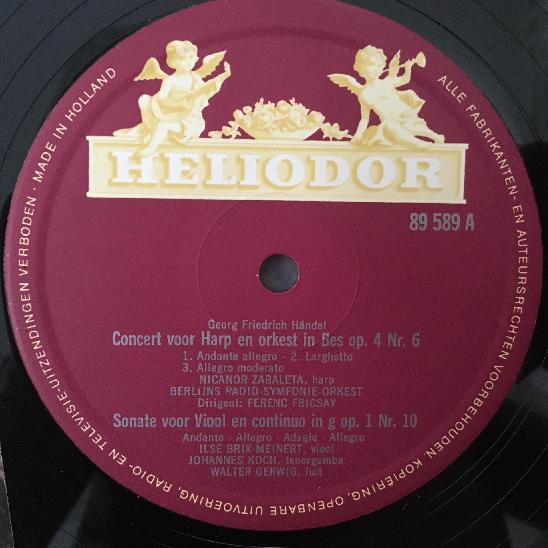 HELIODOR
89 589 A
Georg Friedrich Händel
Concert voor Harp en orkest in Bes op. 4 Nr. 6
1. Andante allegro - 2. Larghetto
3. Allegro moderato
NICANOR ZABALETA, harp
BERLIJNS RADIO-SYMFONIE-ORKEST
Dirigent: FERENC FRICSAY
Sonate voor Viool en continuo in g op. 1 Nr. 10
Andante - Allegro - Adagio - Allegro
ILSE BRIX-MEINERT, viool
JOHANNES KOCH, tenorgamba
WALTER GERWIG, luit
ALLE FABRIKANTEN- EN AUTEURSRECHTEN VOORBEHOUDEN. KOPIËRING, OPENBARE UITVOERING, RADIO- EN TELEVISIE-UITZENDINGEN VERBODEN · MADE IN HOLLAND